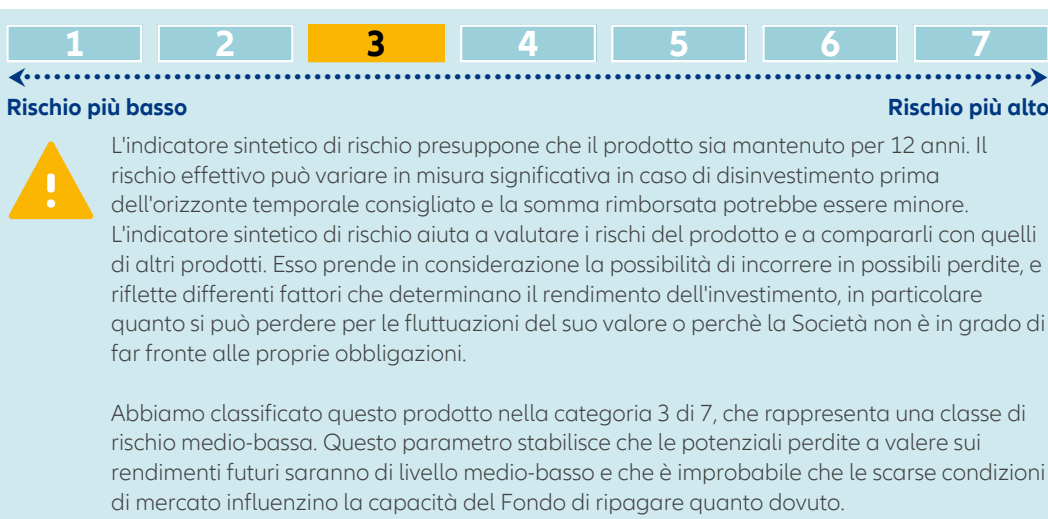 1 2 3 4 5 6 7
Rischio più basso Rischio più alto
L'indicatore sintetico di rischio presuppone che il prodotto sia mantenuto per 12 anni. Il
rischio effettivo può variare in misura significativa in caso di disinvestimento prima
dell'orizzonte temporale consigliato e la somma rimborsata potrebbe essere minore.
L'indicatore sintetico di rischio aiuta a valutare i rischi del prodotto e a compararli con quelli
di altri prodotti. Esso prende in considerazione la possibilità di incorrere in possibili perdite, e
riflette differenti fattori che determinano il rendimento dell'investimento, in particolare
quanto si può perdere per le fluttuazioni del suo valore o perchè la Società non è in grado di
far fronte alle proprie obbligazioni.
Abbiamo classificato questo prodotto nella categoria 3 di 7, che rappresenta una classe di
rischio medio-bassa. Questo parametro stabilisce che le potenziali perdite a valere sui
rendimenti futuri saranno di livello medio-basso e che è improbabile che le scarse condizioni
di mercato influenzino la capacità del Fondo di ripagare quanto dovuto.